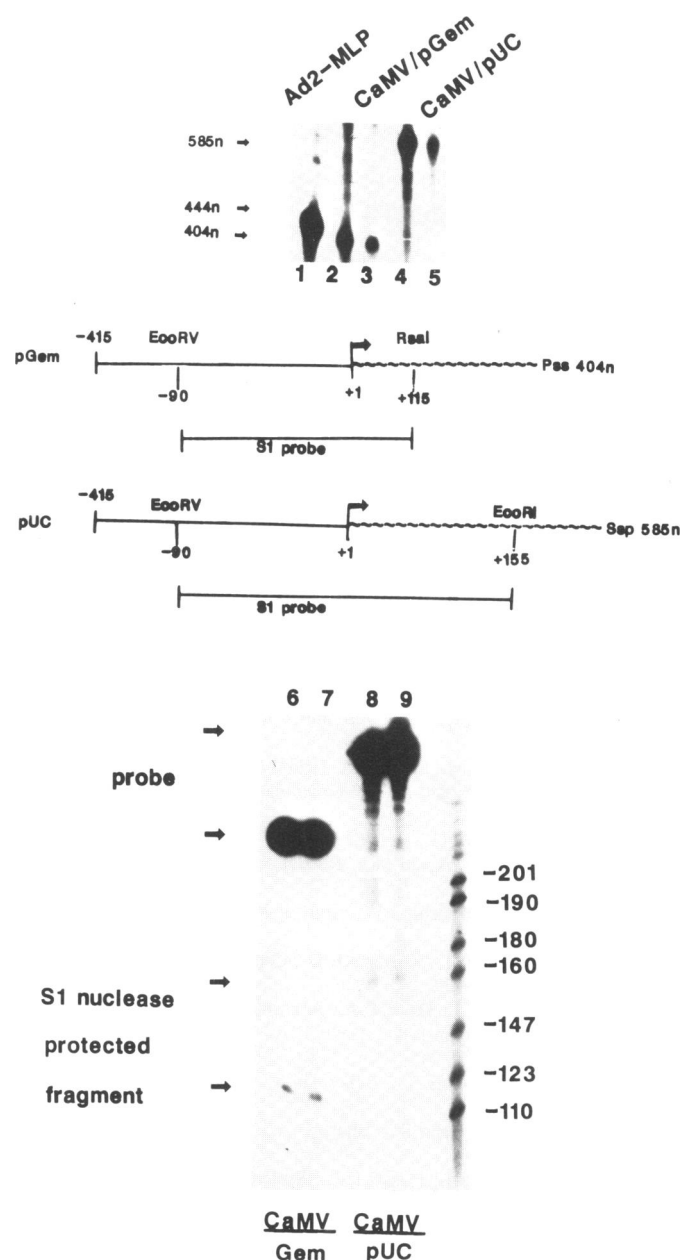 Ad2-MLP
CaMV/pGem
CaMV/pUC
585n
444n
404n
1 2 3 4 5
-415 EcoRV RsaI
pGem Pss 404n
-90 +1 +115
S1 probe
-415 EcoRV EcoRI
pUC Ssp 585n
-90 +1 +155
S1 probe
6 7 8 9
probe
-201
-190
-180
-160
S1 nuclease
-147
protected
-123
fragment
-110
CaMV CaMV
Gem pUC